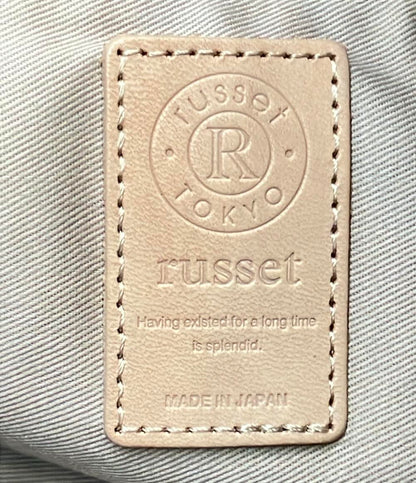 russet
R
TOKYO
russet
Having existed for a long time
is splendid.
MADE IN JAPAN